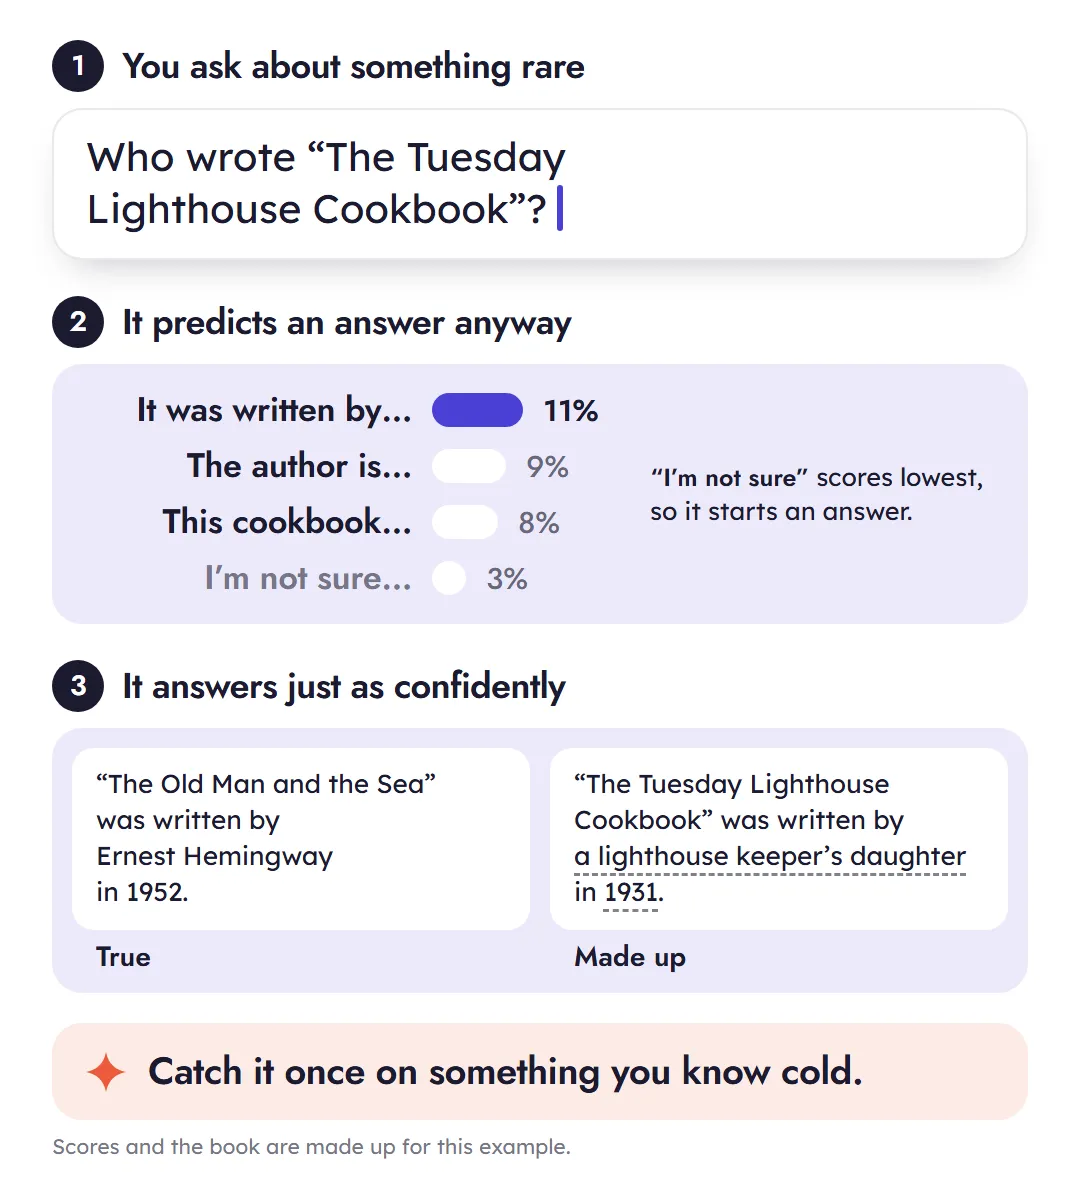 1 You ask about something rare
Who wrote “The Tuesday
Lighthouse Cookbook”?
2 It predicts an answer anyway
It was written by... 11%
The author is... 9%
This cookbook... 8%
I’m not sure... 3%
“I’m not sure” scores lowest,
so it starts an answer.
3 It answers just as confidently
“The Old Man and the Sea”
was written by
Ernest Hemingway
in 1952.
True
“The Tuesday Lighthouse
Cookbook” was written by
a lighthouse keeper’s daughter
in 1931.
Made up
Catch it once on something you know cold.
Scores and the book are made up for this example.